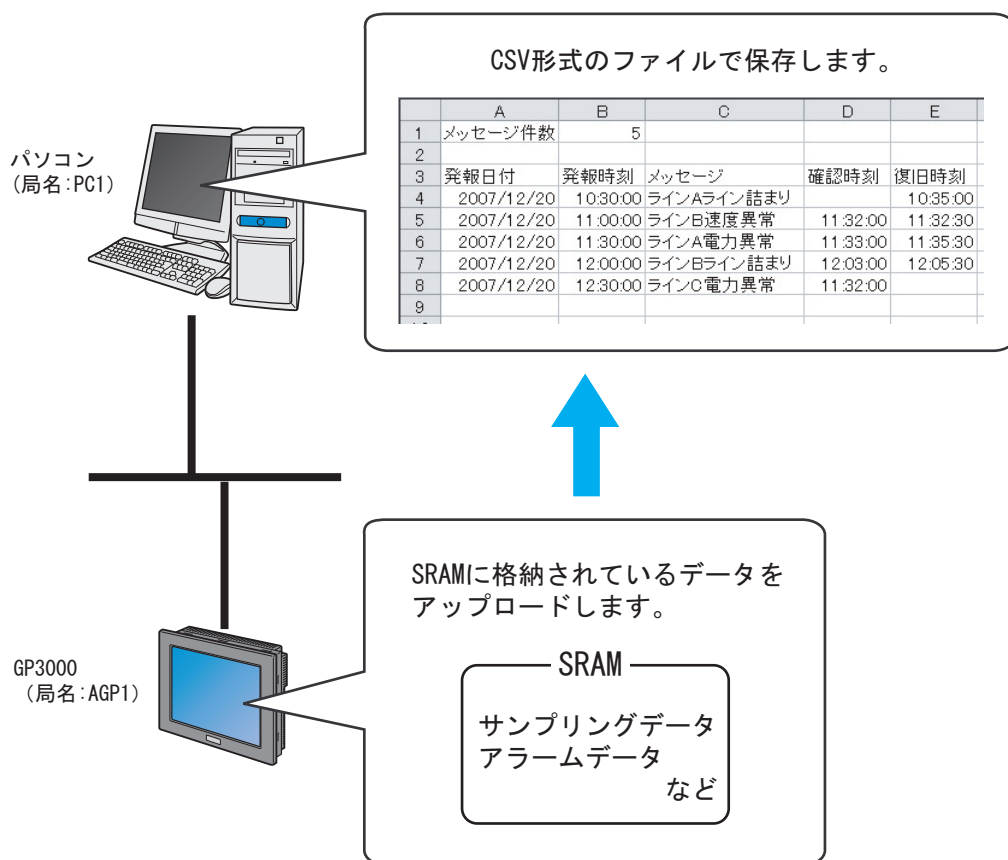 CSV形式のファイルで保存します。
A B C D E
1 メッセージ件数 5
2
3 発報日付 発報時刻 メッセージ 確認時刻 復旧時刻
4 2007/12/20 10:30:00 ラインAライン詰まり 10:35:00
5 2007/12/20 11:00:00 ラインB速度異常 11:32:00 11:32:30
6 2007/12/20 11:30:00 ラインA電力異常 11:33:00 11:35:30
7 2007/12/20 12:00:00 ラインBライン詰まり 12:03:00 12:05:30
8 2007/12/20 12:30:00 ラインC電力異常 11:32:00
9
パソコン
(局名:PC1)
SRAMに格納されているデータを
アップロードします。
SRAM
サンプリングデータ
アラームデータ
など
GP3000
(局名:AGP1)